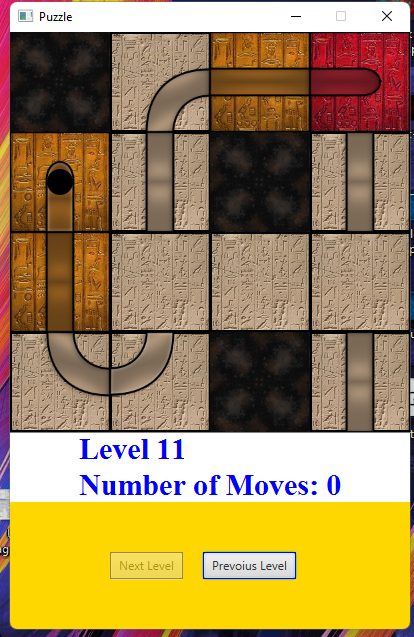 Puzzle
Level 11
Number of Moves: 0
Next Level
Prevoius Level